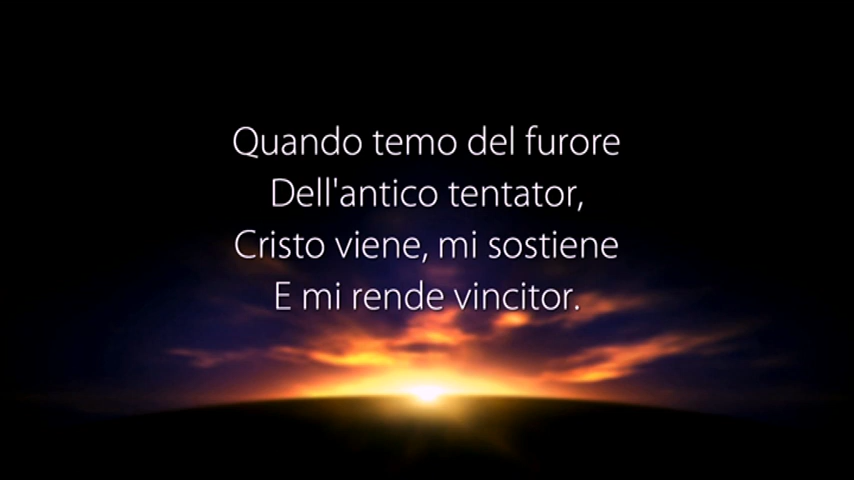 Quando temo del furore
Dell'antico tentator,
Cristo viene, mi sostiene
E mi rende vincitor.